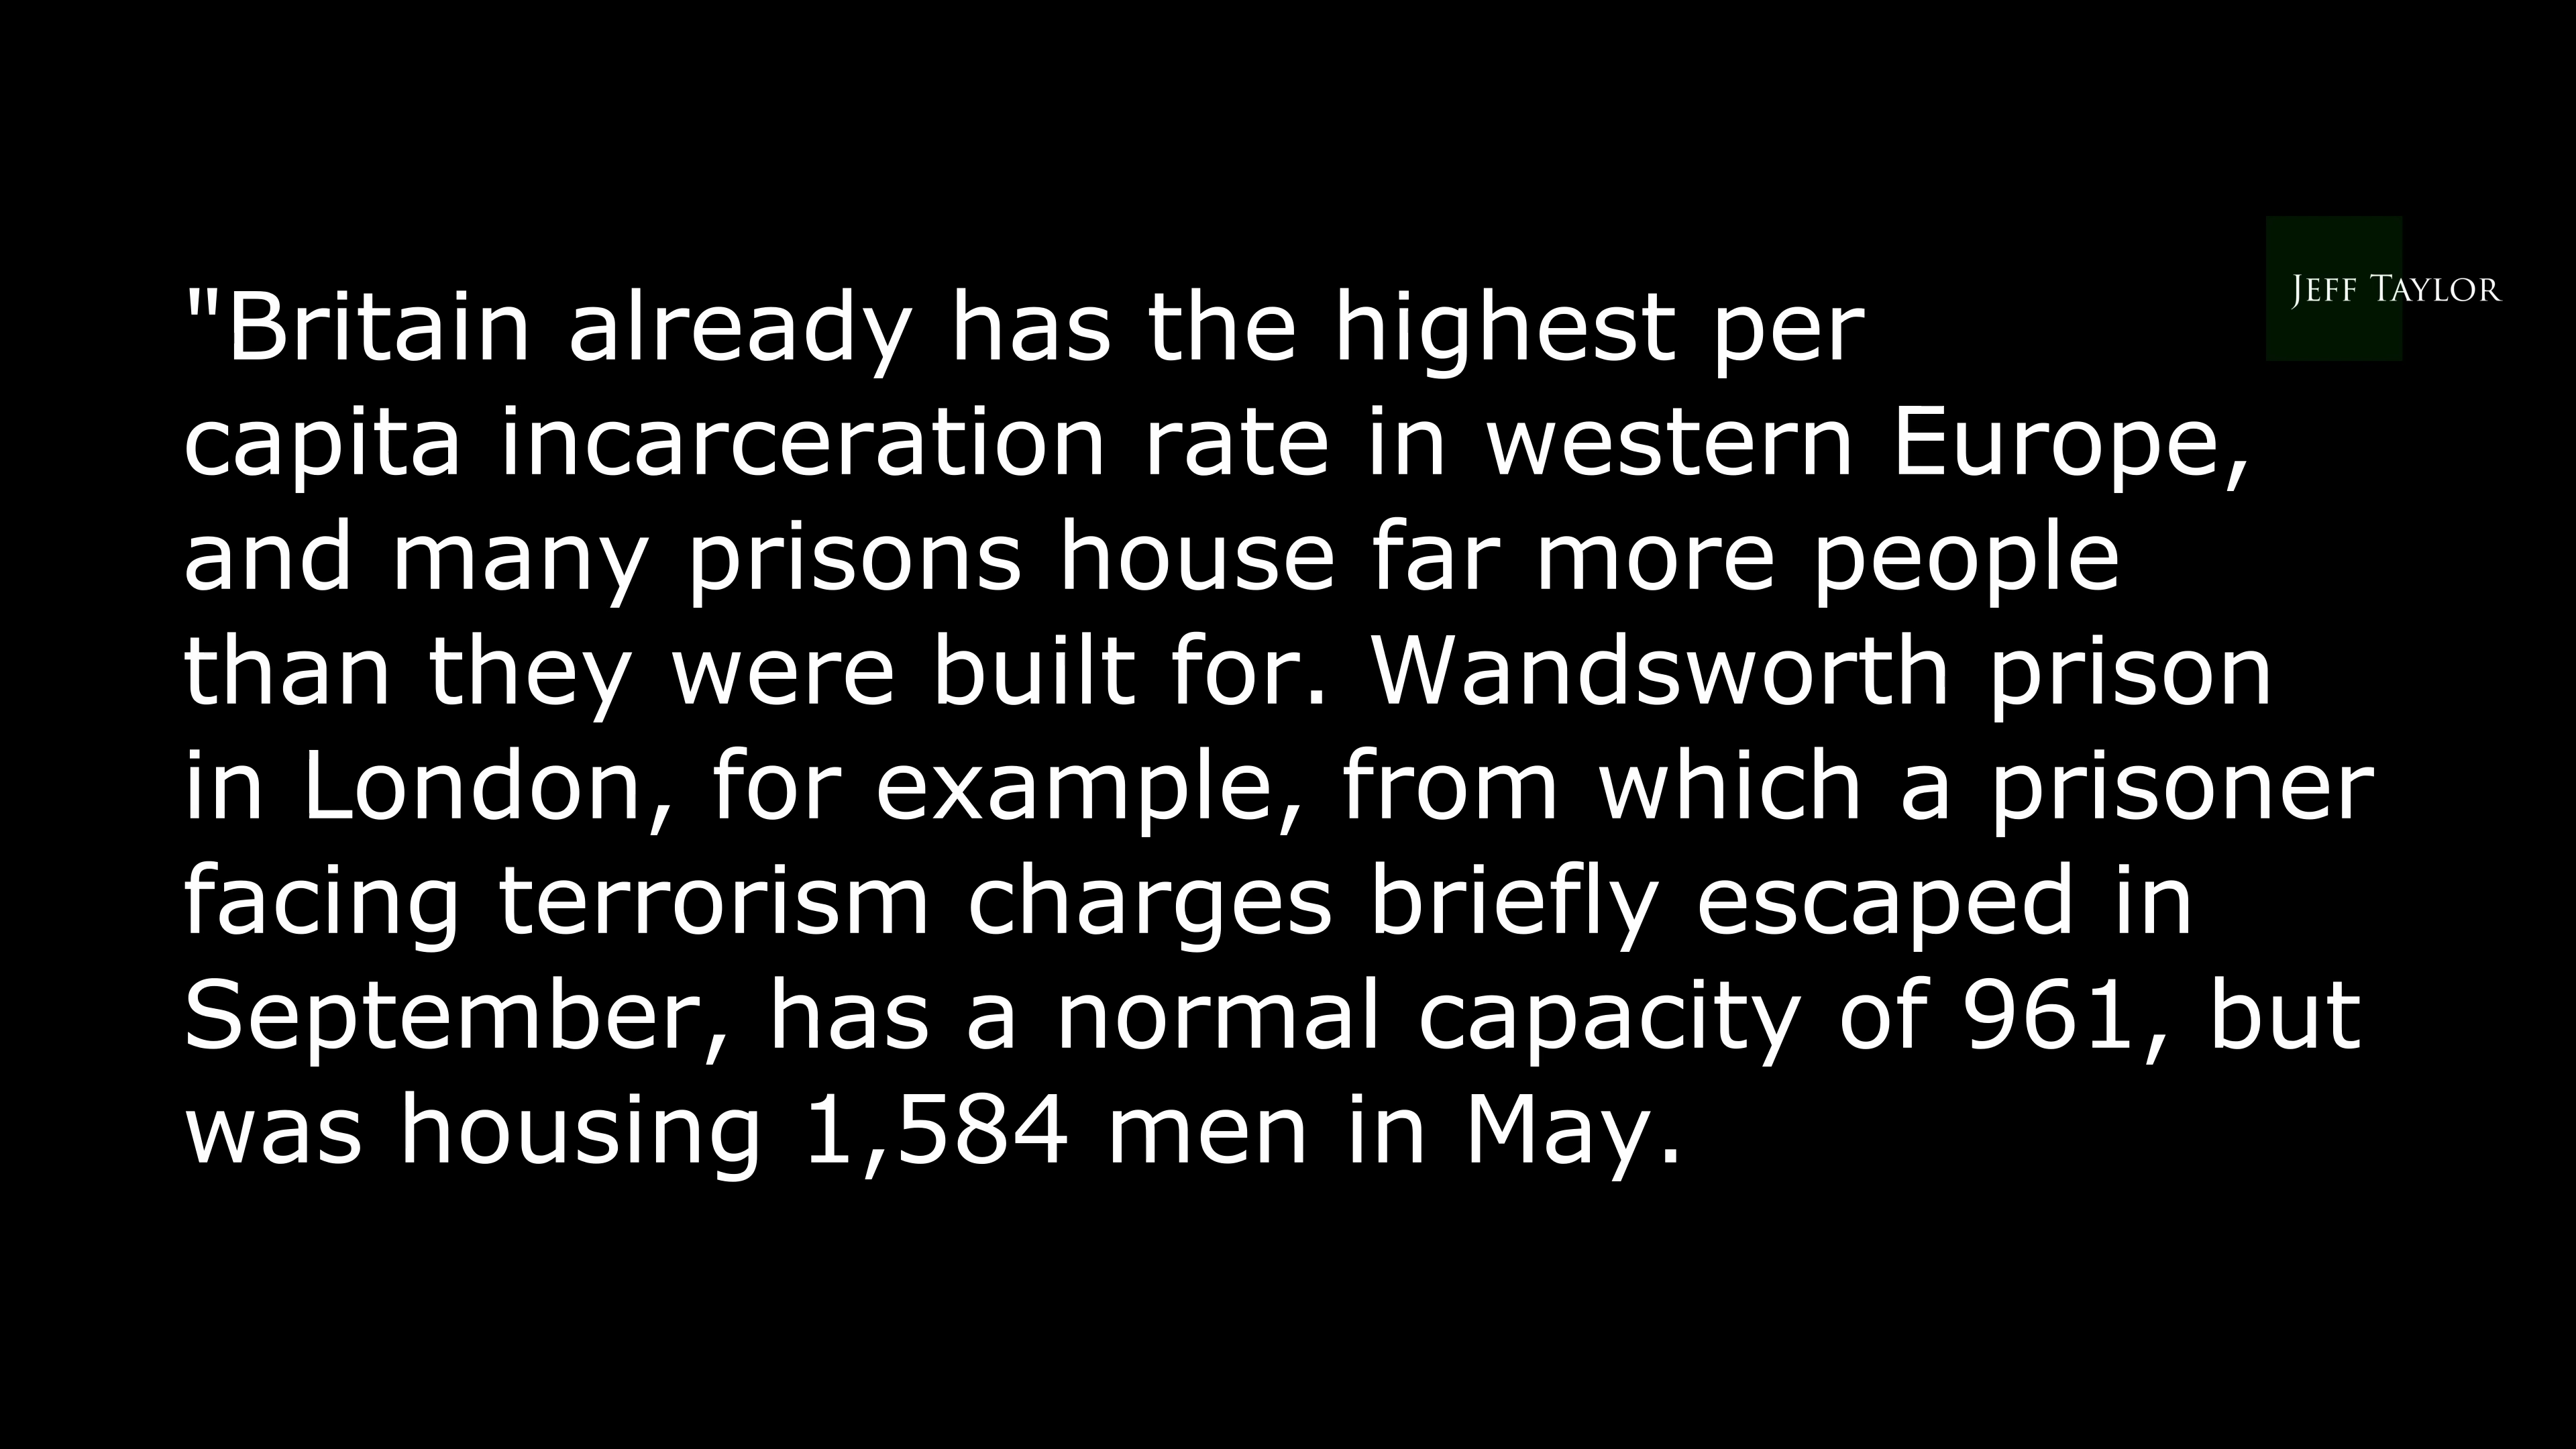 JEFF TAYLOR
"Britain already has the highest per
capita incarceration rate in western Europe,
and many prisons house far more people
than they were built for. Wandsworth prison
in London, for example, from which a prisoner
facing terrorism charges briefly escaped in
September, has a normal capacity of 961, but
was housing 1,584 men in May.